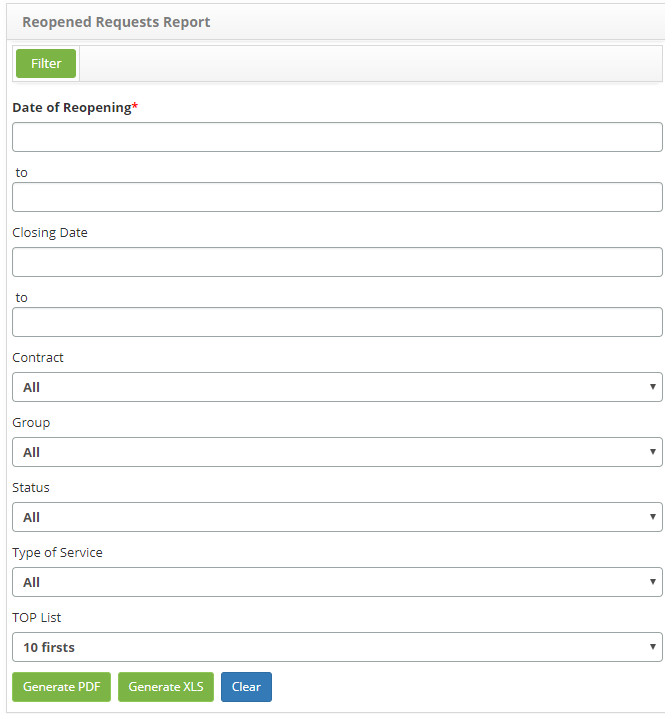 Reopened Requests Report
Filter
Date of Reopening*
to
Closing Date
to
Contract
All
Group
All
Status
All
Type of Service
All
TOP List
10 firsts
Generate PDF Generate XLS Clear